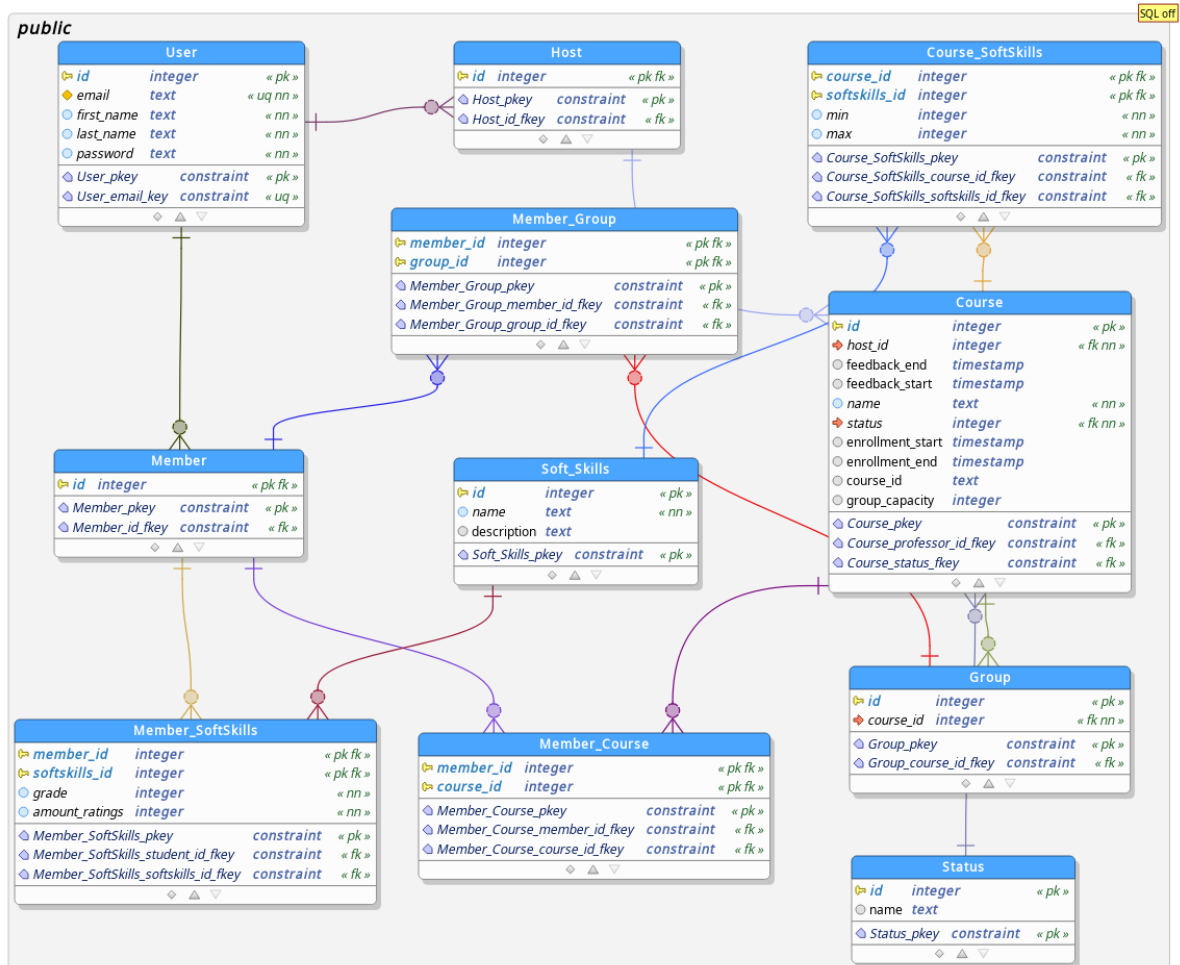 SQL off
public
User
id integer « pk »
email text « uq nn »
first_name text « nn »
last_name text « nn »
password text « nn »
User_pkey constraint « pk »
User_email_key constraint « uq »
Host
id integer « pk fk »
Host_pkey constraint « pk »
Host_id_fkey constraint « fk »
Course_SoftSkills
course_id integer « pk fk »
softskills_id integer « pk fk »
min integer « nn »
max integer « nn »
Course_SoftSkills_pkey constraint « pk »
Course_SoftSkills_course_id_fkey constraint « fk »
Course_SoftSkills_softskills_id_fkey constraint « fk »
Member_Group
member_id integer « pk fk »
group_id integer « pk fk »
Member_Group_pkey constraint « pk »
Member_Group_member_id_fkey constraint « fk »
Member_Group_group_id_fkey constraint « fk »
Course
id integer « pk »
host_id integer « fk nn »
feedback_end timestamp
feedback_start timestamp
name text « nn »
status integer « fk nn »
enrollment_start timestamp
enrollment_end timestamp
course_id text
group_capacity integer
Course_pkey constraint « pk »
Course_professor_id_fkey constraint « fk »
Course_status_fkey constraint « fk »
Member
id integer « pk fk »
Member_pkey constraint « pk »
Member_id_fkey constraint « fk »
Soft_Skills
id integer « pk »
name text « nn »
description text
Soft_Skills_pkey constraint « pk »
Group
id integer « pk »
course_id integer « fk nn »
Group_pkey constraint « pk »
Group_course_id_fkey constraint « fk »
Member_SoftSkills
member_id integer « pk fk »
softskills_id integer « pk fk »
grade integer « nn »
amount_ratings integer « nn »
Member_SoftSkills_pkey constraint « pk »
Member_SoftSkills_student_id_fkey constraint « fk »
Member_SoftSkills_softskills_id_fkey constraint « fk »
Member_Course
member_id integer « pk fk »
course_id integer « pk fk »
Member_Course_pkey constraint « pk »
Member_Course_member_id_fkey constraint « fk »
Member_Course_course_id_fkey constraint « fk »
Status
id integer « pk »
name text
Status_pkey constraint « pk »